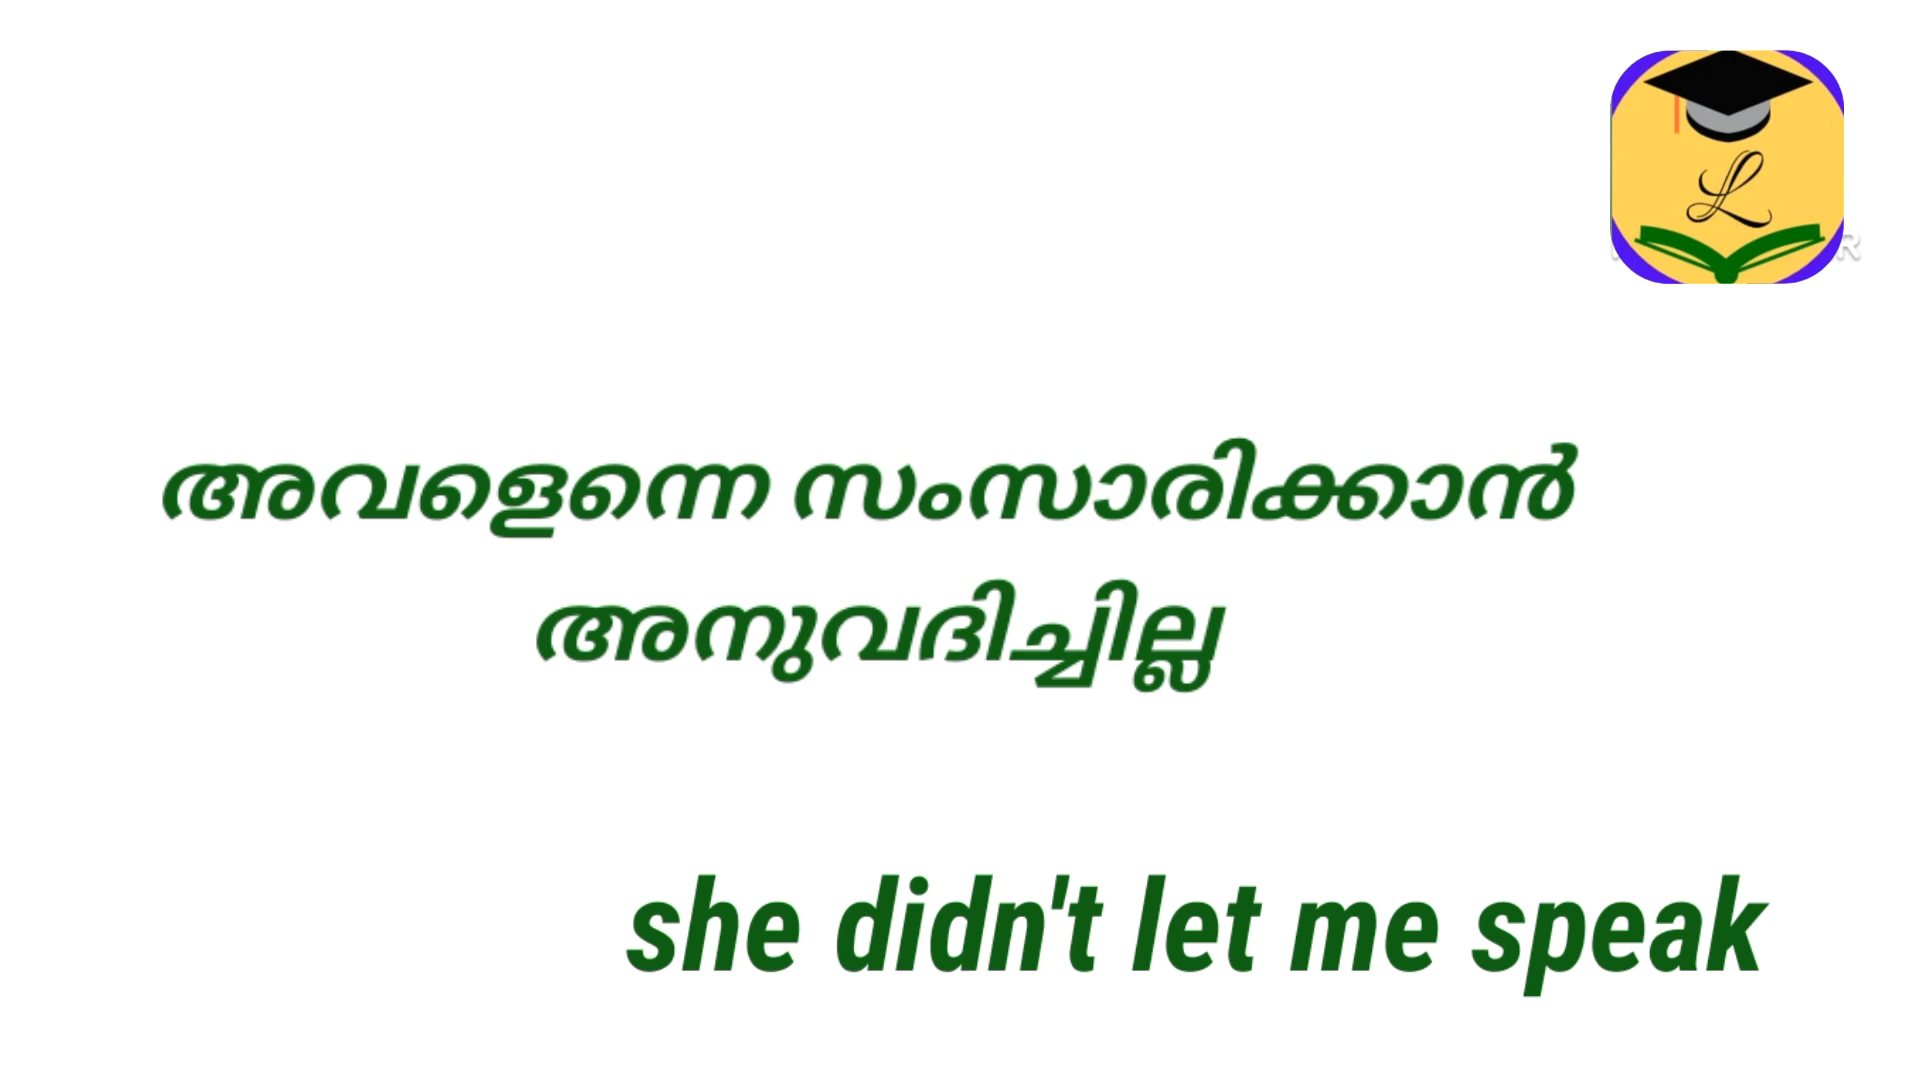 അവളെന്നെ സംസാരിക്കാൻ
അനുവദിച്ചില്ല
she didn't let me speak